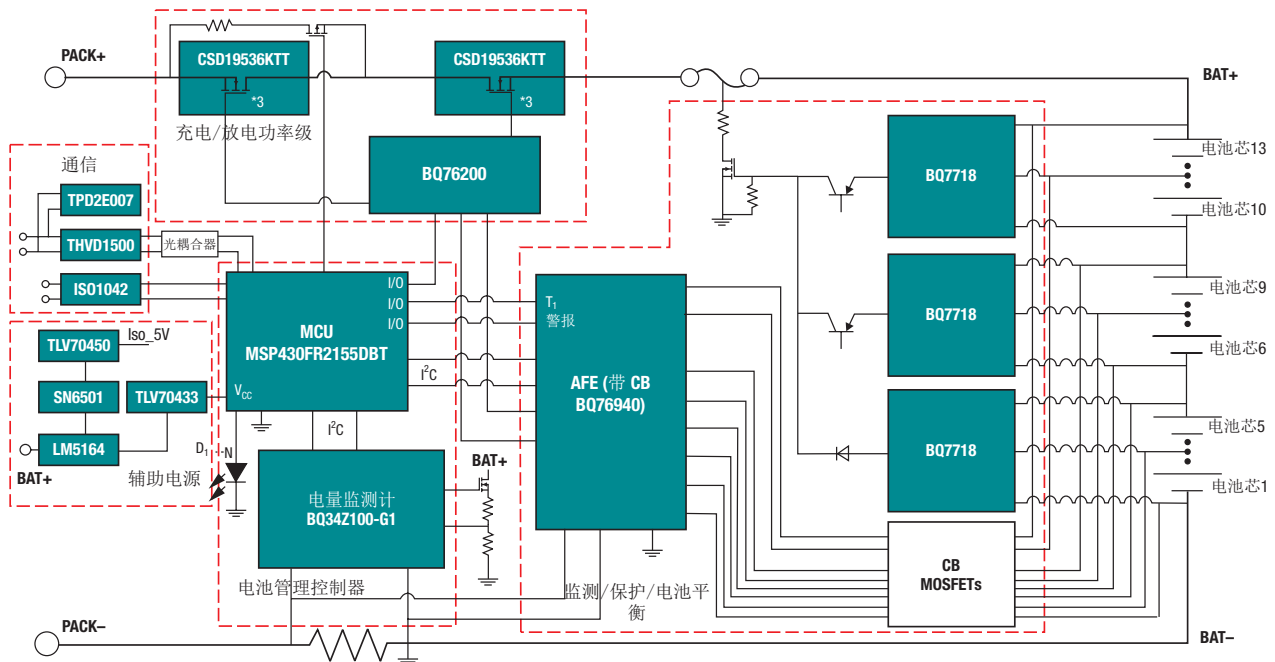 PACK+
CSD19536KTT
*3
CSD19536KTT
*3
充电/放电功率级
BQ76200
BAT+
通信
TPD2E007
THVD1500
光耦合器
ISO1042
TLV70450
Iso_5V
SN6501
TLV70433
LM5164
BAT+
辅助电源
I/O
I/O
I/O
MCU
MSP430FR2155DBT
VCC
I²C
I²C
D1...N
电量监测计
BQ34Z100-G1
BAT+
电池管理控制器
T1
警报
AFE (带 CB
BQ76940)
监测/保护/电池平
衡
BQ7718
BQ7718
BQ7718
CB
MOSFETs
电池芯13
电池芯10
电池芯9
电池芯6
电池芯5
电池芯1
PACK–
BAT–